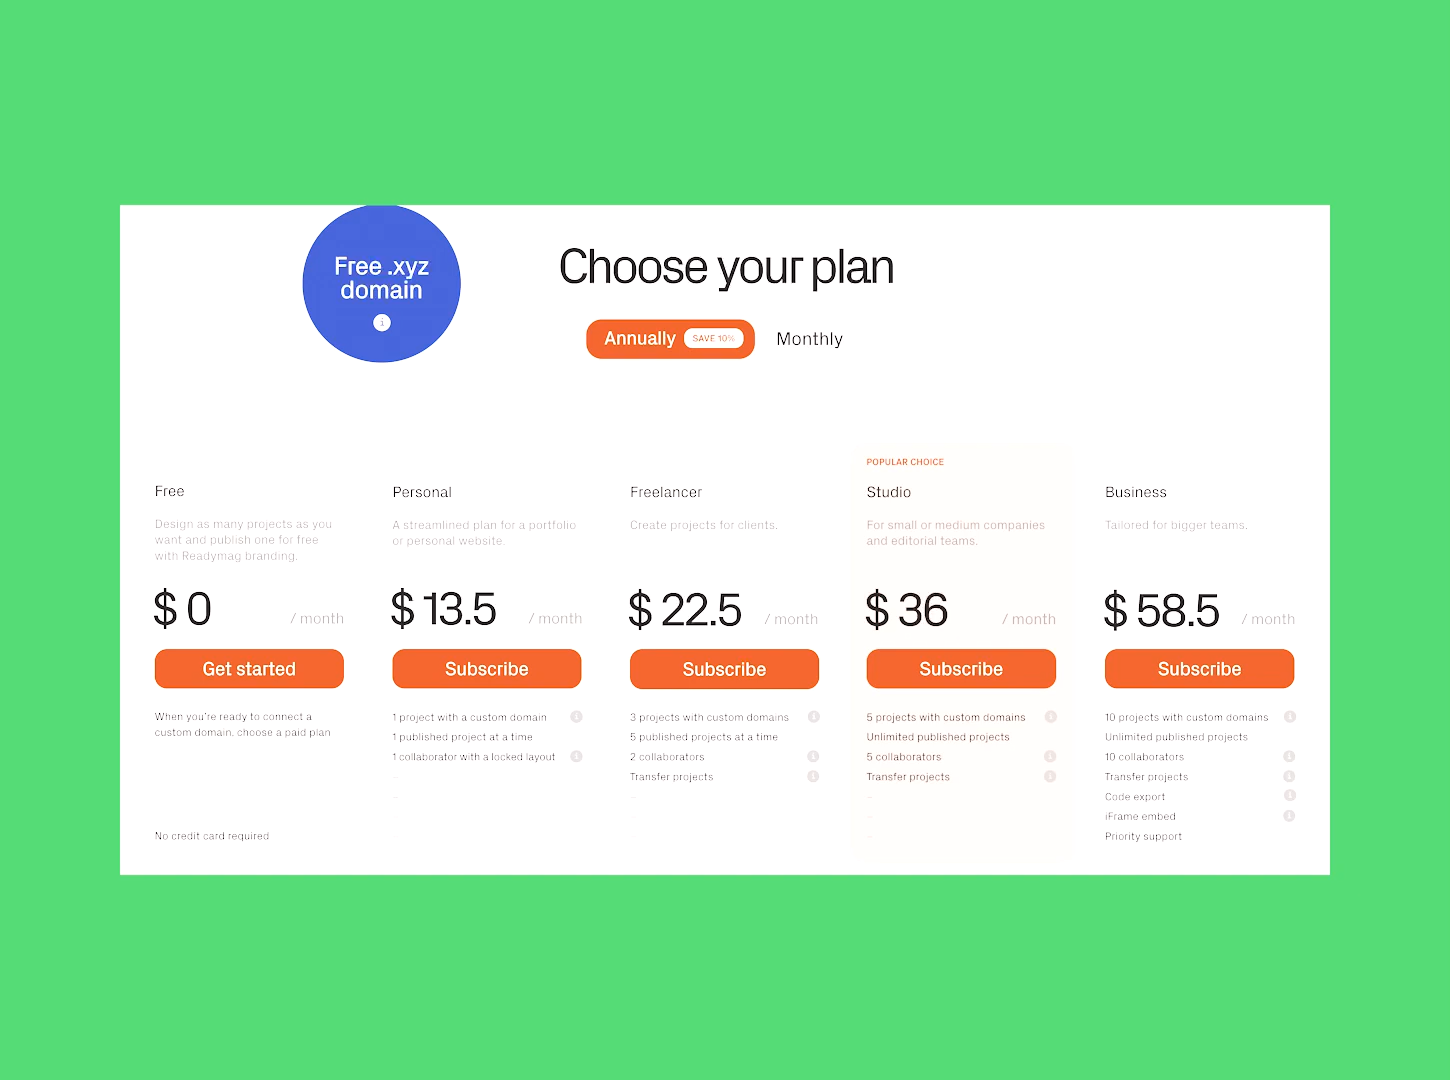 Free .xyz
domain
i
Choose your plan
Annually SAVE 10% Monthly
Free
Design as many projects as you
want and publish one for free
with Readymag branding.
$ 0 / month
Get started
When you're ready to connect a
custom domain, choose a paid plan
No credit card required
Personal
A streamlined plan for a portfolio
or personal website.
$ 13.5 / month
Subscribe
1 project with a custom domain i
1 published project at a time
1 collaborator with a locked layout i
–
–
Freelancer
Create projects for clients.
$ 22.5 / month
Subscribe
3 projects with custom domains i
5 published projects at a time
2 collaborators i
Transfer projects i
–
–
POPULAR CHOICE
Studio
For small or medium companies
and editorial teams.
$ 36 / month
Subscribe
5 projects with custom domains i
Unlimited published projects
5 collaborators i
Transfer projects i
–
–
–
Business
Tailored for bigger teams.
$ 58.5 / month
Subscribe
10 projects with custom domains i
Unlimited published projects
10 collaborators i
Transfer projects i
Code export i
iFrame embed i
Priority support